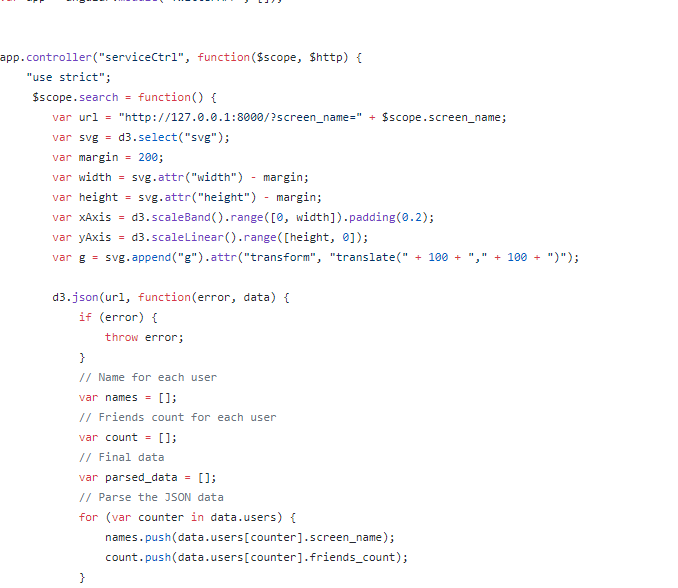 app.controller("serviceCtrl", function($scope, $http) {
"use strict";
$scope.search = function() {
var url = "http://127.0.0.1:8000/?screen_name=" + $scope.screen_name;
var svg = d3.select("svg");
var margin = 200;
var width = svg.attr("width") - margin;
var height = svg.attr("height") - margin;
var xAxis = d3.scaleBand().range([0, width]).padding(0.2);
var yAxis = d3.scaleLinear().range([height, 0]);
var g = svg.append("g").attr("transform", "translate(" + 100 + "," + 100 + ")");
d3.json(url, function(error, data) {
if (error) {
throw error;
}
// Name for each user
var names = [];
// Friends count for each user
var count = [];
// Final data
var parsed_data = [];
// Parse the JSON data
for (var counter in data.users) {
names.push(data.users[counter].screen_name);
count.push(data.users[counter].friends_count);
}